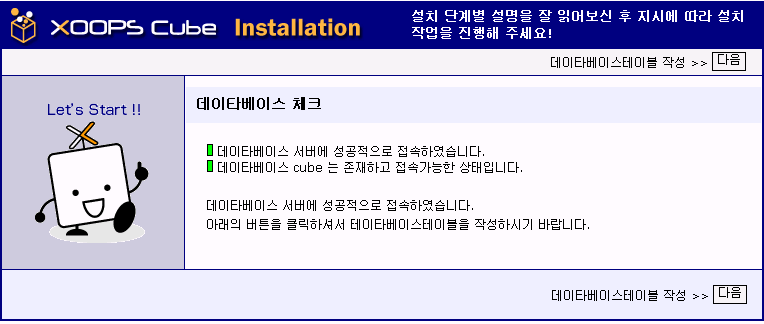 XOOPS Cube Installation
설치 단계별 설명을 잘 읽어보신 후 지시에 따라 설치
작업을 진행해 주세요!
데이타베이스테이블 작성 >> 다음
Let's Start !!
데이타베이스 체크
데이타베이스 서버에 성공적으로 접속하였습니다.
데이타베이스 cube 는 존재하고 접속가능한 상태입니다.
데이타베이스 서버에 성공적으로 접속하였습니다.
아래의 버튼을 클릭하셔서 테이타베이스테이블을 작성하시기 바랍니다.
데이타베이스테이블 작성 >> 다음